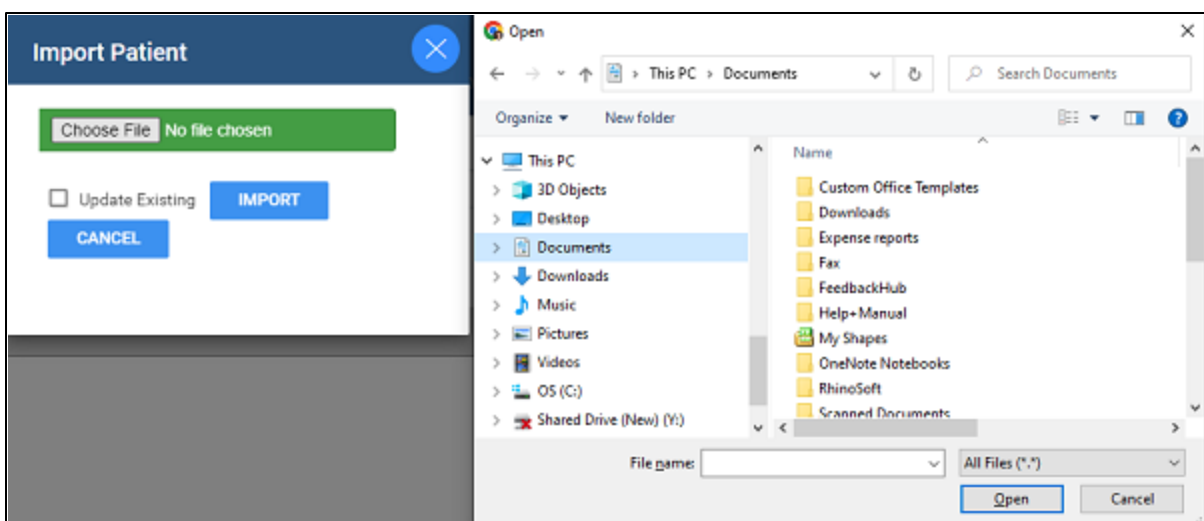 Import Patient
Choose File No file chosen
Update Existing IMPORT
CANCEL
Open
This PC > Documents
Search Documents
Organize New folder
This PC
3D Objects
Desktop
Documents
Downloads
Music
Pictures
Videos
OS (C:)
Shared Drive (New) (Y:)
Name
Custom Office Templates
Downloads
Expense reports
Fax
FeedbackHub
Help+Manual
My Shapes
OneNote Notebooks
RhinoSoft
Scanned Documents
File name: All Files (*.*)
Open Cancel